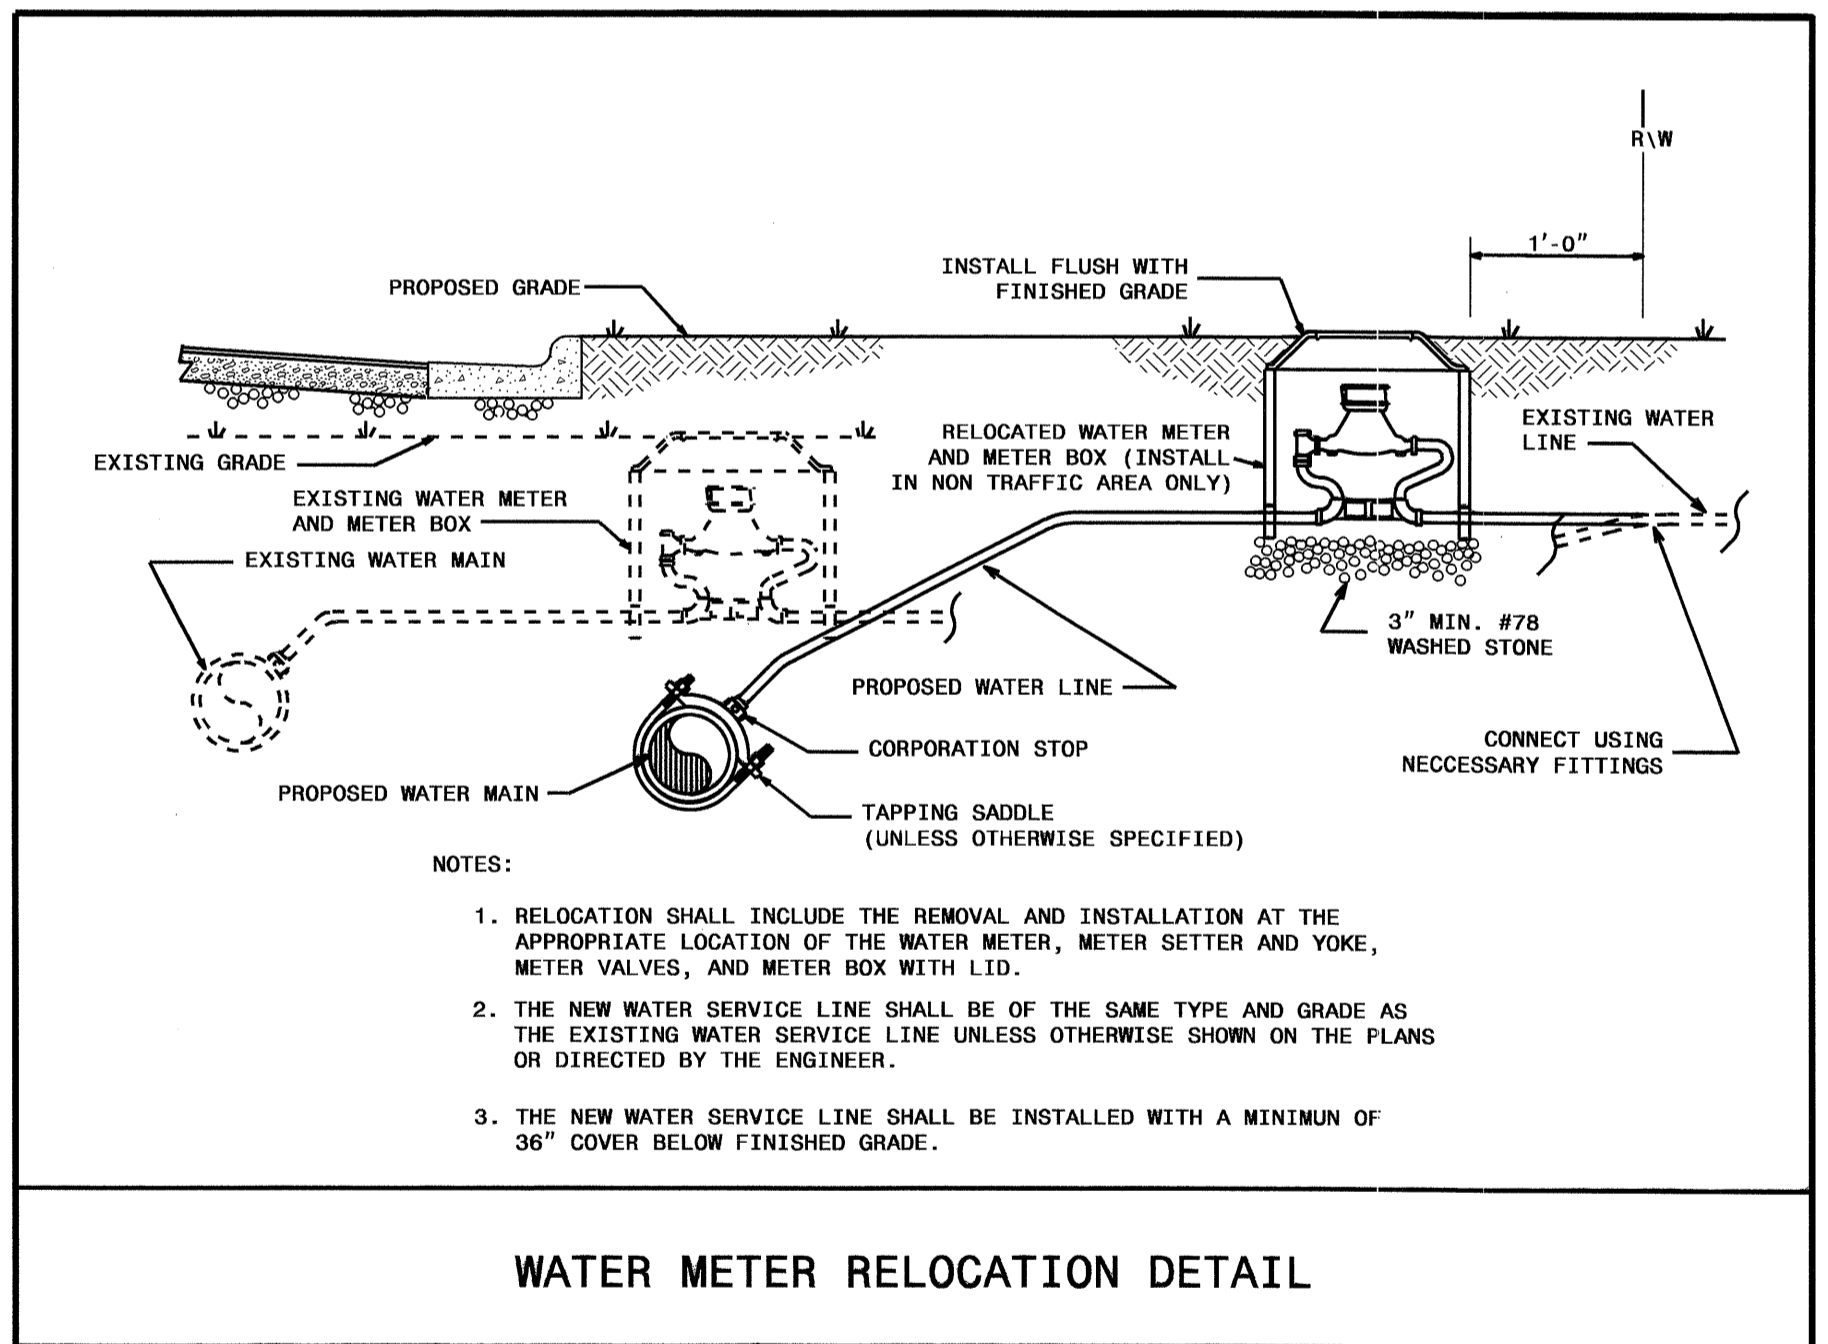 R\W
1'-0"
INSTALL FLUSH WITH
FINISHED GRADE
PROPOSED GRADE
EXISTING WATER
LINE
RELOCATED WATER METER
AND METER BOX (INSTALL
IN NON TRAFFIC AREA ONLY)
EXISTING GRADE
EXISTING WATER METER
AND METER BOX
EXISTING WATER MAIN
3" MIN. #78
WASHED STONE
PROPOSED WATER LINE
CORPORATION STOP
CONNECT USING
NECCESSARY FITTINGS
PROPOSED WATER MAIN
TAPPING SADDLE
(UNLESS OTHERWISE SPECIFIED)
NOTES:
1. RELOCATION SHALL INCLUDE THE REMOVAL AND INSTALLATION AT THE
APPROPRIATE LOCATION OF THE WATER METER, METER SETTER AND YOKE,
METER VALVES, AND METER BOX WITH LID.
2. THE NEW WATER SERVICE LINE SHALL BE OF THE SAME TYPE AND GRADE AS
THE EXISTING WATER SERVICE LINE UNLESS OTHERWISE SHOWN ON THE PLANS
OR DIRECTED BY THE ENGINEER.
3. THE NEW WATER SERVICE LINE SHALL BE INSTALLED WITH A MINIMUN OF
36" COVER BELOW FINISHED GRADE.
WATER METER RELOCATION DETAIL